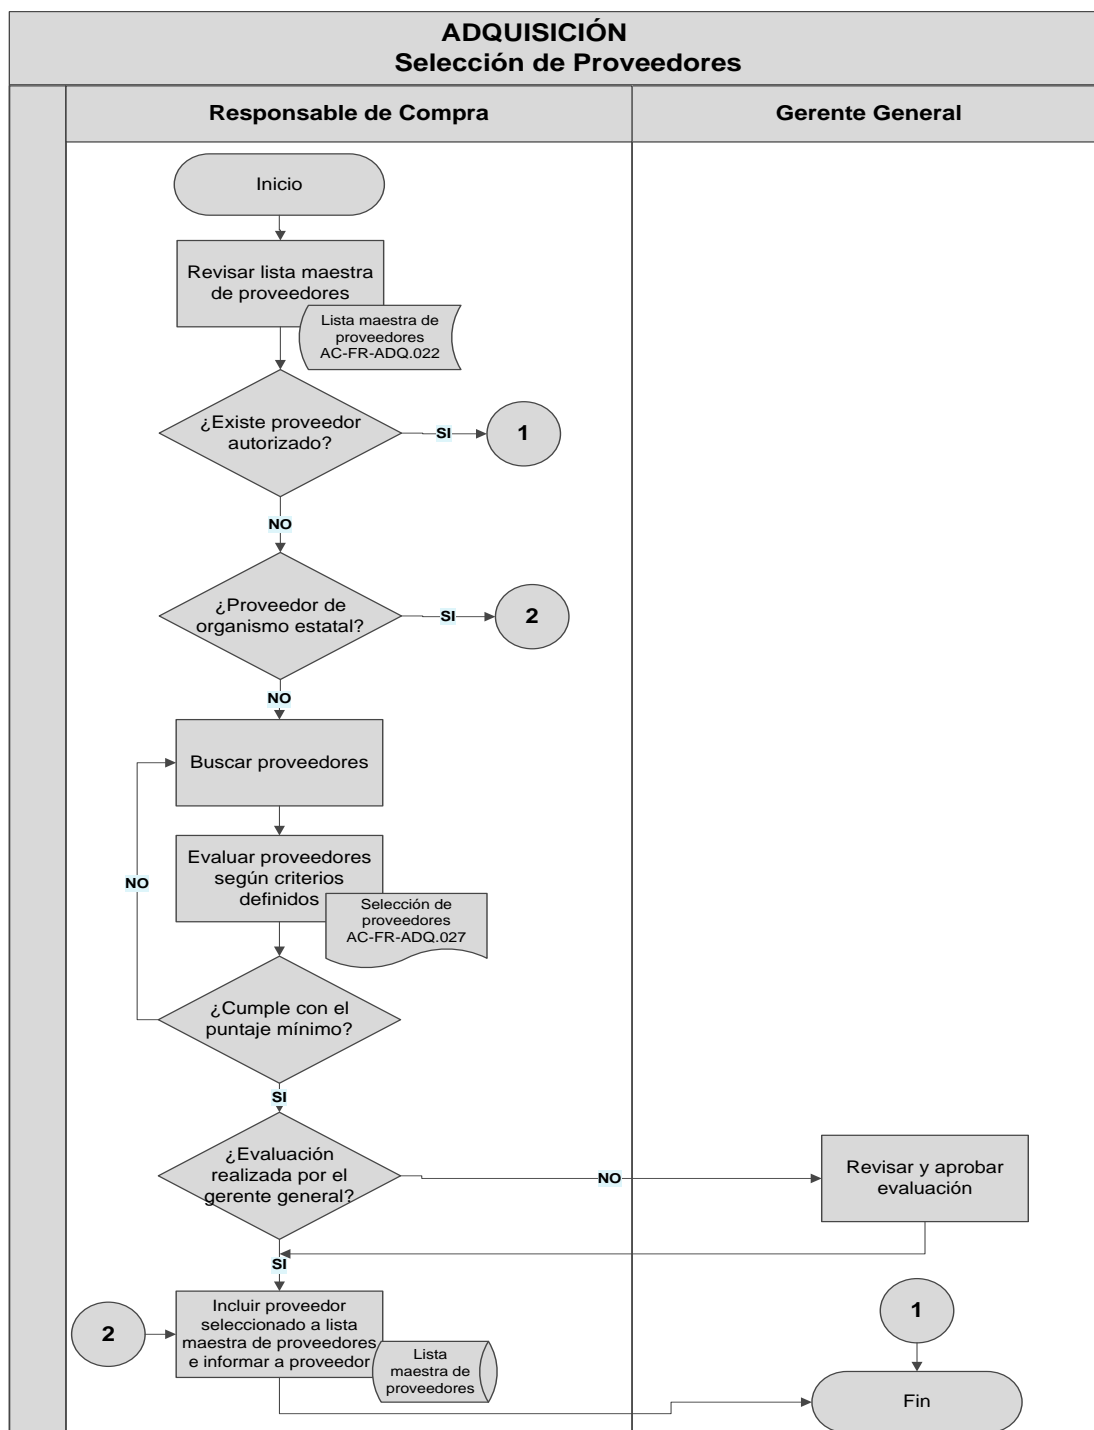 ADQUISICIÓN
Selección de Proveedores
Responsable de Compra
Gerente General
Inicio
Revisar lista maestra
de proveedores
Lista maestra de
proveedores
AC-FR-ADQ.022
¿Existe proveedor
autorizado?
SI
1
NO
¿Proveedor de
organismo estatal?
SI
2
NO
Buscar proveedores
Evaluar proveedores
según criterios
definidos
NO
Selección de
proveedores
AC-FR-ADQ.027
¿Cumple con el
puntaje mínimo?
SI
¿Evaluación
realizada por el
gerente general?
NO
Revisar y aprobar
evaluación
SI
2
Incluir proveedor
seleccionado a lista
maestra de proveedores
e informar a proveedor
Lista
maestra de
proveedores
1
Fin